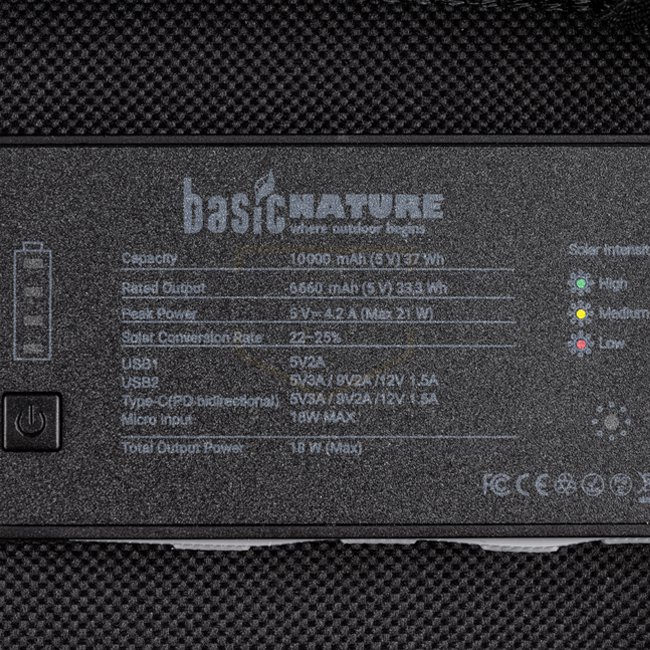 basicNATURE
where outdoor begins
Capacity 10000 mAh (5 V) 37 Wh
Rated Output 6660 mAh (5 V) 33.3 Wh
Peak Power 5 V⎓ 4.2 A (Max 21 W)
Solar Conversion Rate 22–25%
USB1 5V2A
USB2 5V3A / 9V2A /12V 1.5A
Type-C(PD bidirectional) 5V3A / 9V2A /12V 1.5A
Micro input 18W MAX
Total Output Power 18 W (Max)
Solar Intensit
High
Medium
Low
FC CE